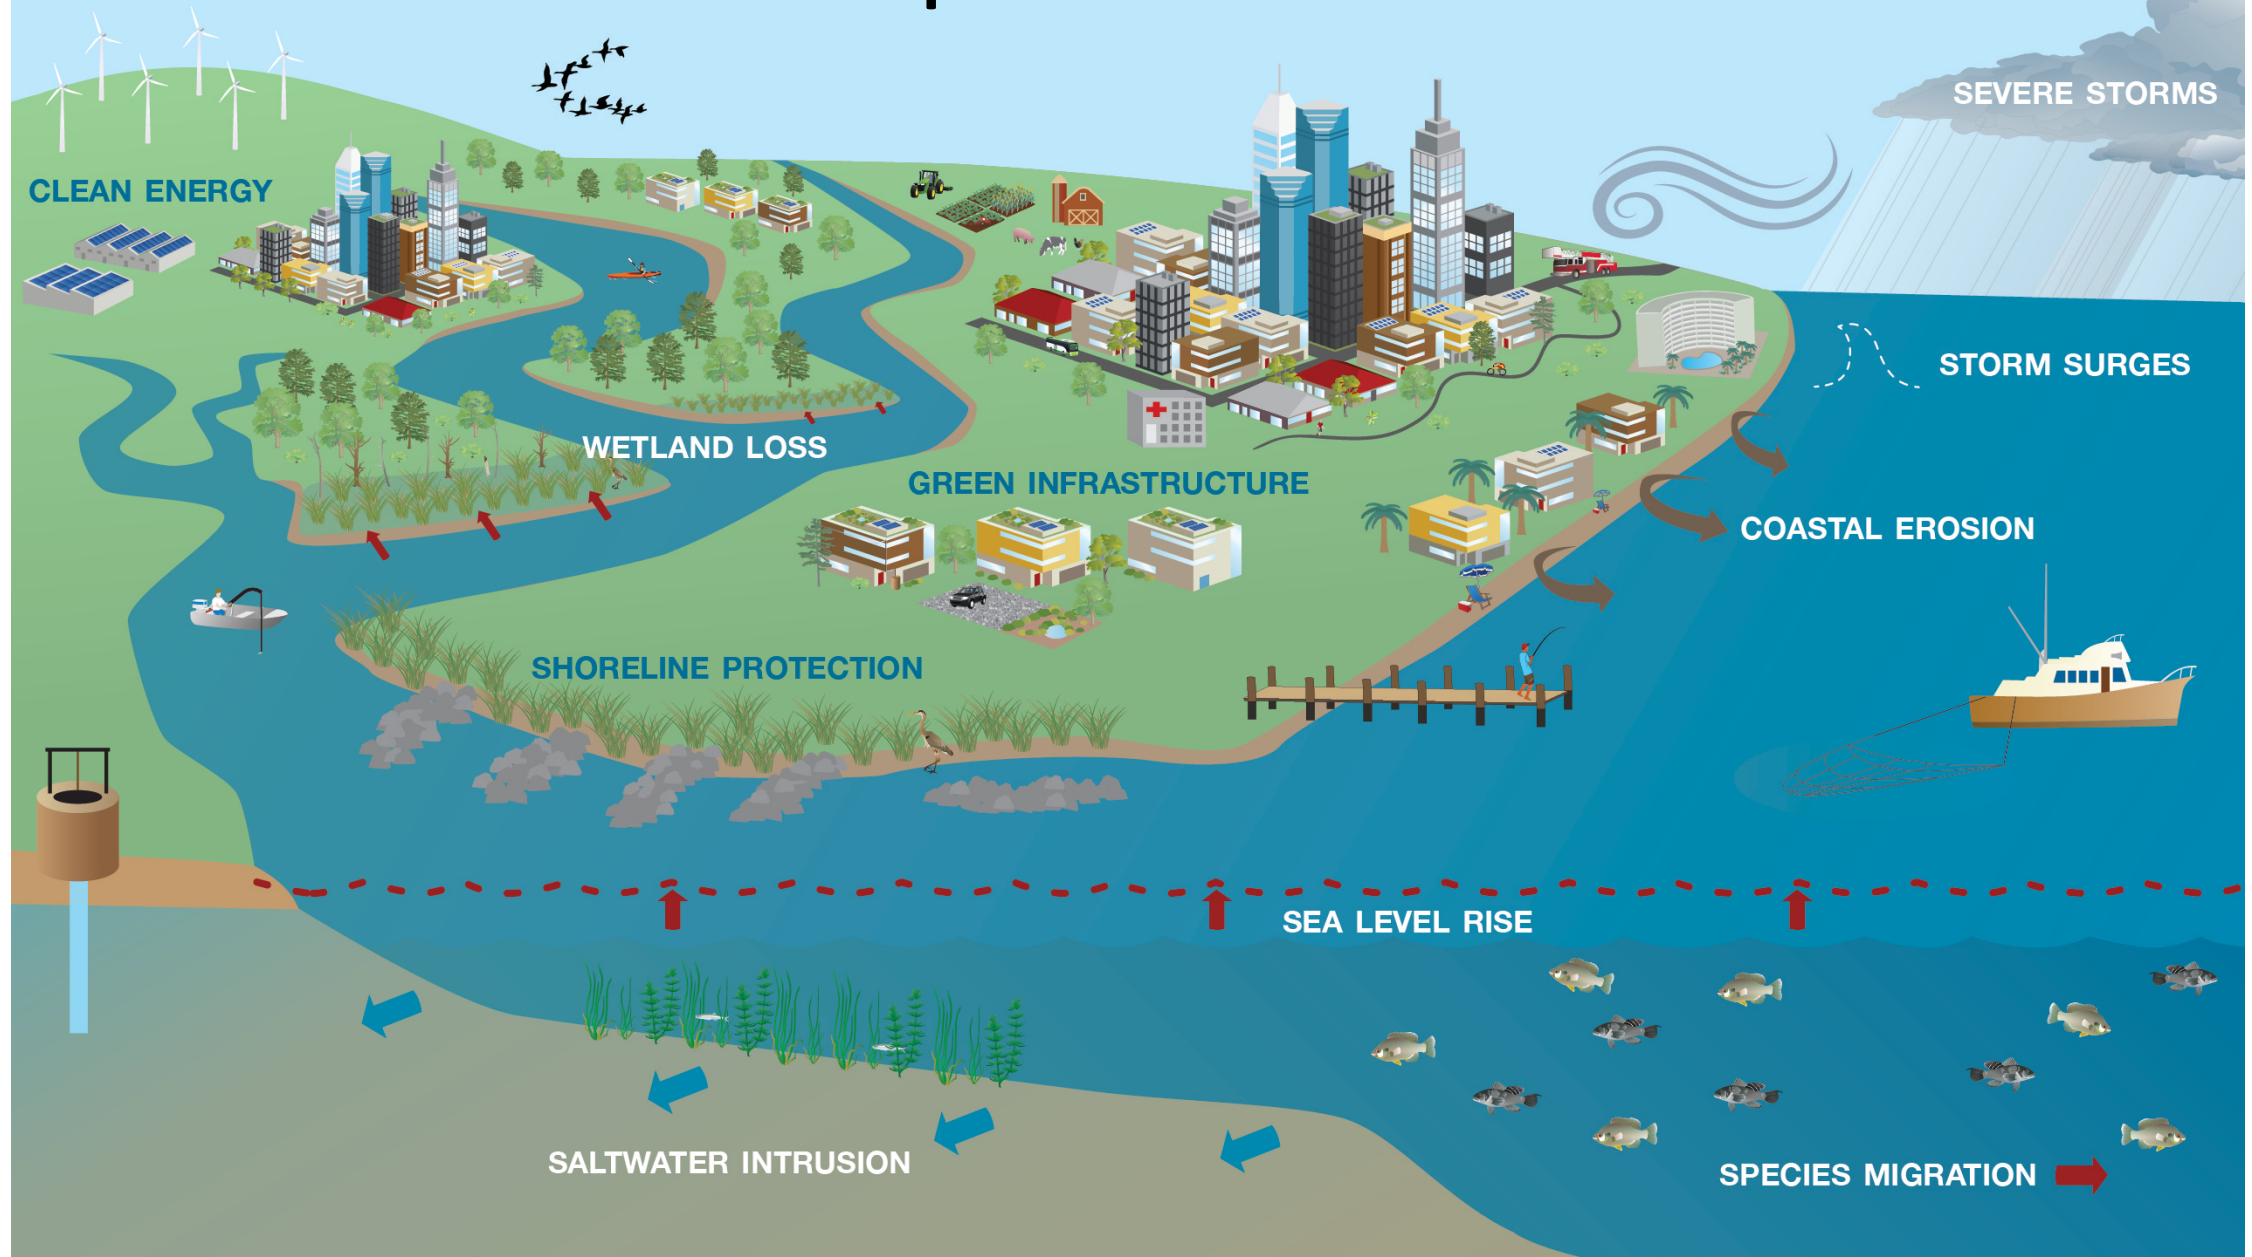 SEVERE STORMS
CLEAN ENERGY
STORM SURGES
WETLAND LOSS
GREEN INFRASTRUCTURE
COASTAL EROSION
SHORELINE PROTECTION
SEA LEVEL RISE
SALTWATER INTRUSION
SPECIES MIGRATION